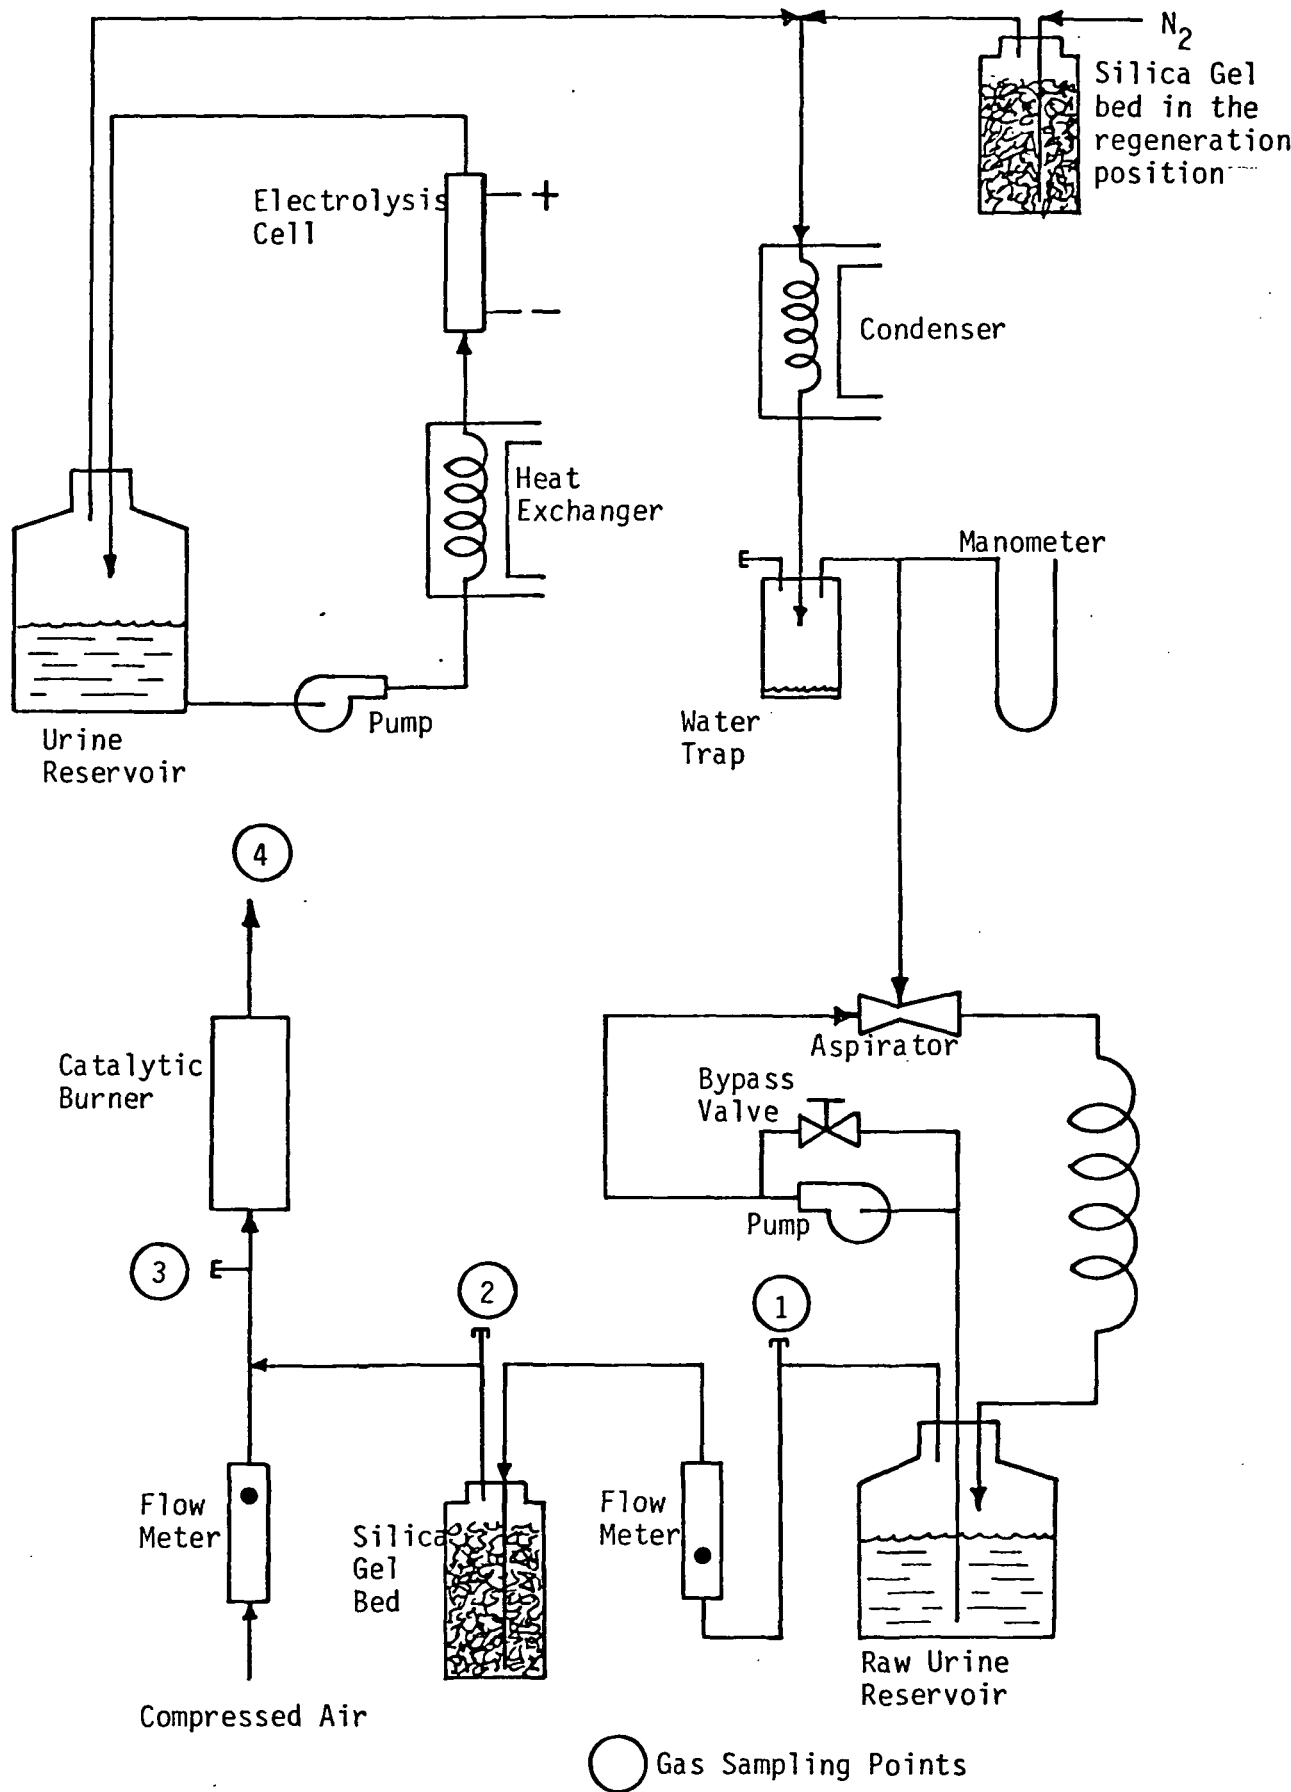 N2
Silica Gel
bed in the
regeneration
position
Electrolysis
Cell
+
- -
Condenser
Heat
Exchanger
Manometer
Pump
Water
Trap
Urine
Reservoir
4
Aspirator
Catalytic
Burner
Bypass
Valve
Pump
3
2
1
Flow
Meter
Silica
Gel
Bed
Flow
Meter
Raw Urine
Reservoir
Compressed Air
Gas Sampling Points